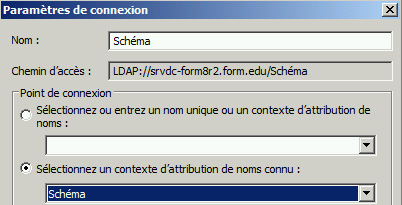 Paramètres de connexion
Nom : Schéma
Chemin d'accès : LDAP://srvdc-form8r2.form.edu/Schéma
Point de connexion
Sélectionnez ou entrez un nom unique ou un contexte d'attribution de
noms :
Sélectionnez un contexte d'attribution de noms connu :
Schéma